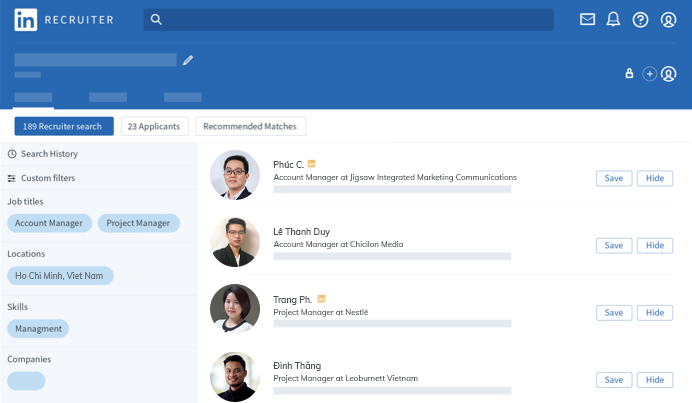 in RECRUITER
189 Recruiter search
23 Applicants
Recommended Matches
Search History
Custom filters
Job titles
Account Manager
Project Manager
Locations
Ho Chi Minh, Viet Nam
Skills
Managment
Companies
Phúc C. in
Account Manager at Jigsaw Integrated Marketing Communications
Save
Hide
Lê Thanh Duy
Account Manager at Chicilon Media
Save
Hide
Trang Ph. in
Project Manager at Nestlé
Save
Hide
Đình Thắng
Project Manager at Leoburnett Vietnam
Save
Hide